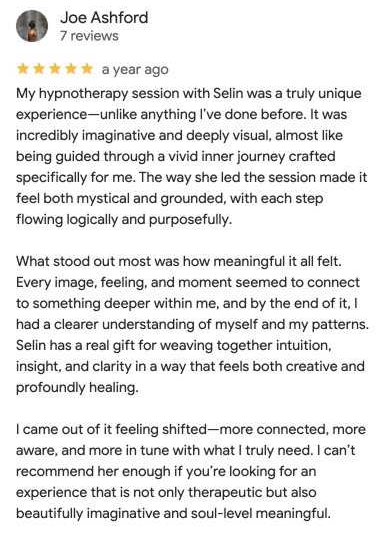 Joe Ashford
7 reviews
a year ago
My hypnotherapy session with Selin was a truly unique
experience—unlike anything I've done before. It was
incredibly imaginative and deeply visual, almost like
being guided through a vivid inner journey crafted
specifically for me. The way she led the session made it
feel both mystical and grounded, with each step
flowing logically and purposefully.
What stood out most was how meaningful it all felt.
Every image, feeling, and moment seemed to connect
to something deeper within me, and by the end of it, I
had a clearer understanding of myself and my patterns.
Selin has a real gift for weaving together intuition,
insight, and clarity in a way that feels both creative and
profoundly healing.
I came out of it feeling shifted—more connected, more
aware, and more in tune with what I truly need. I can't
recommend her enough if you're looking for an
experience that is not only therapeutic but also
beautifully imaginative and soul-level meaningful.